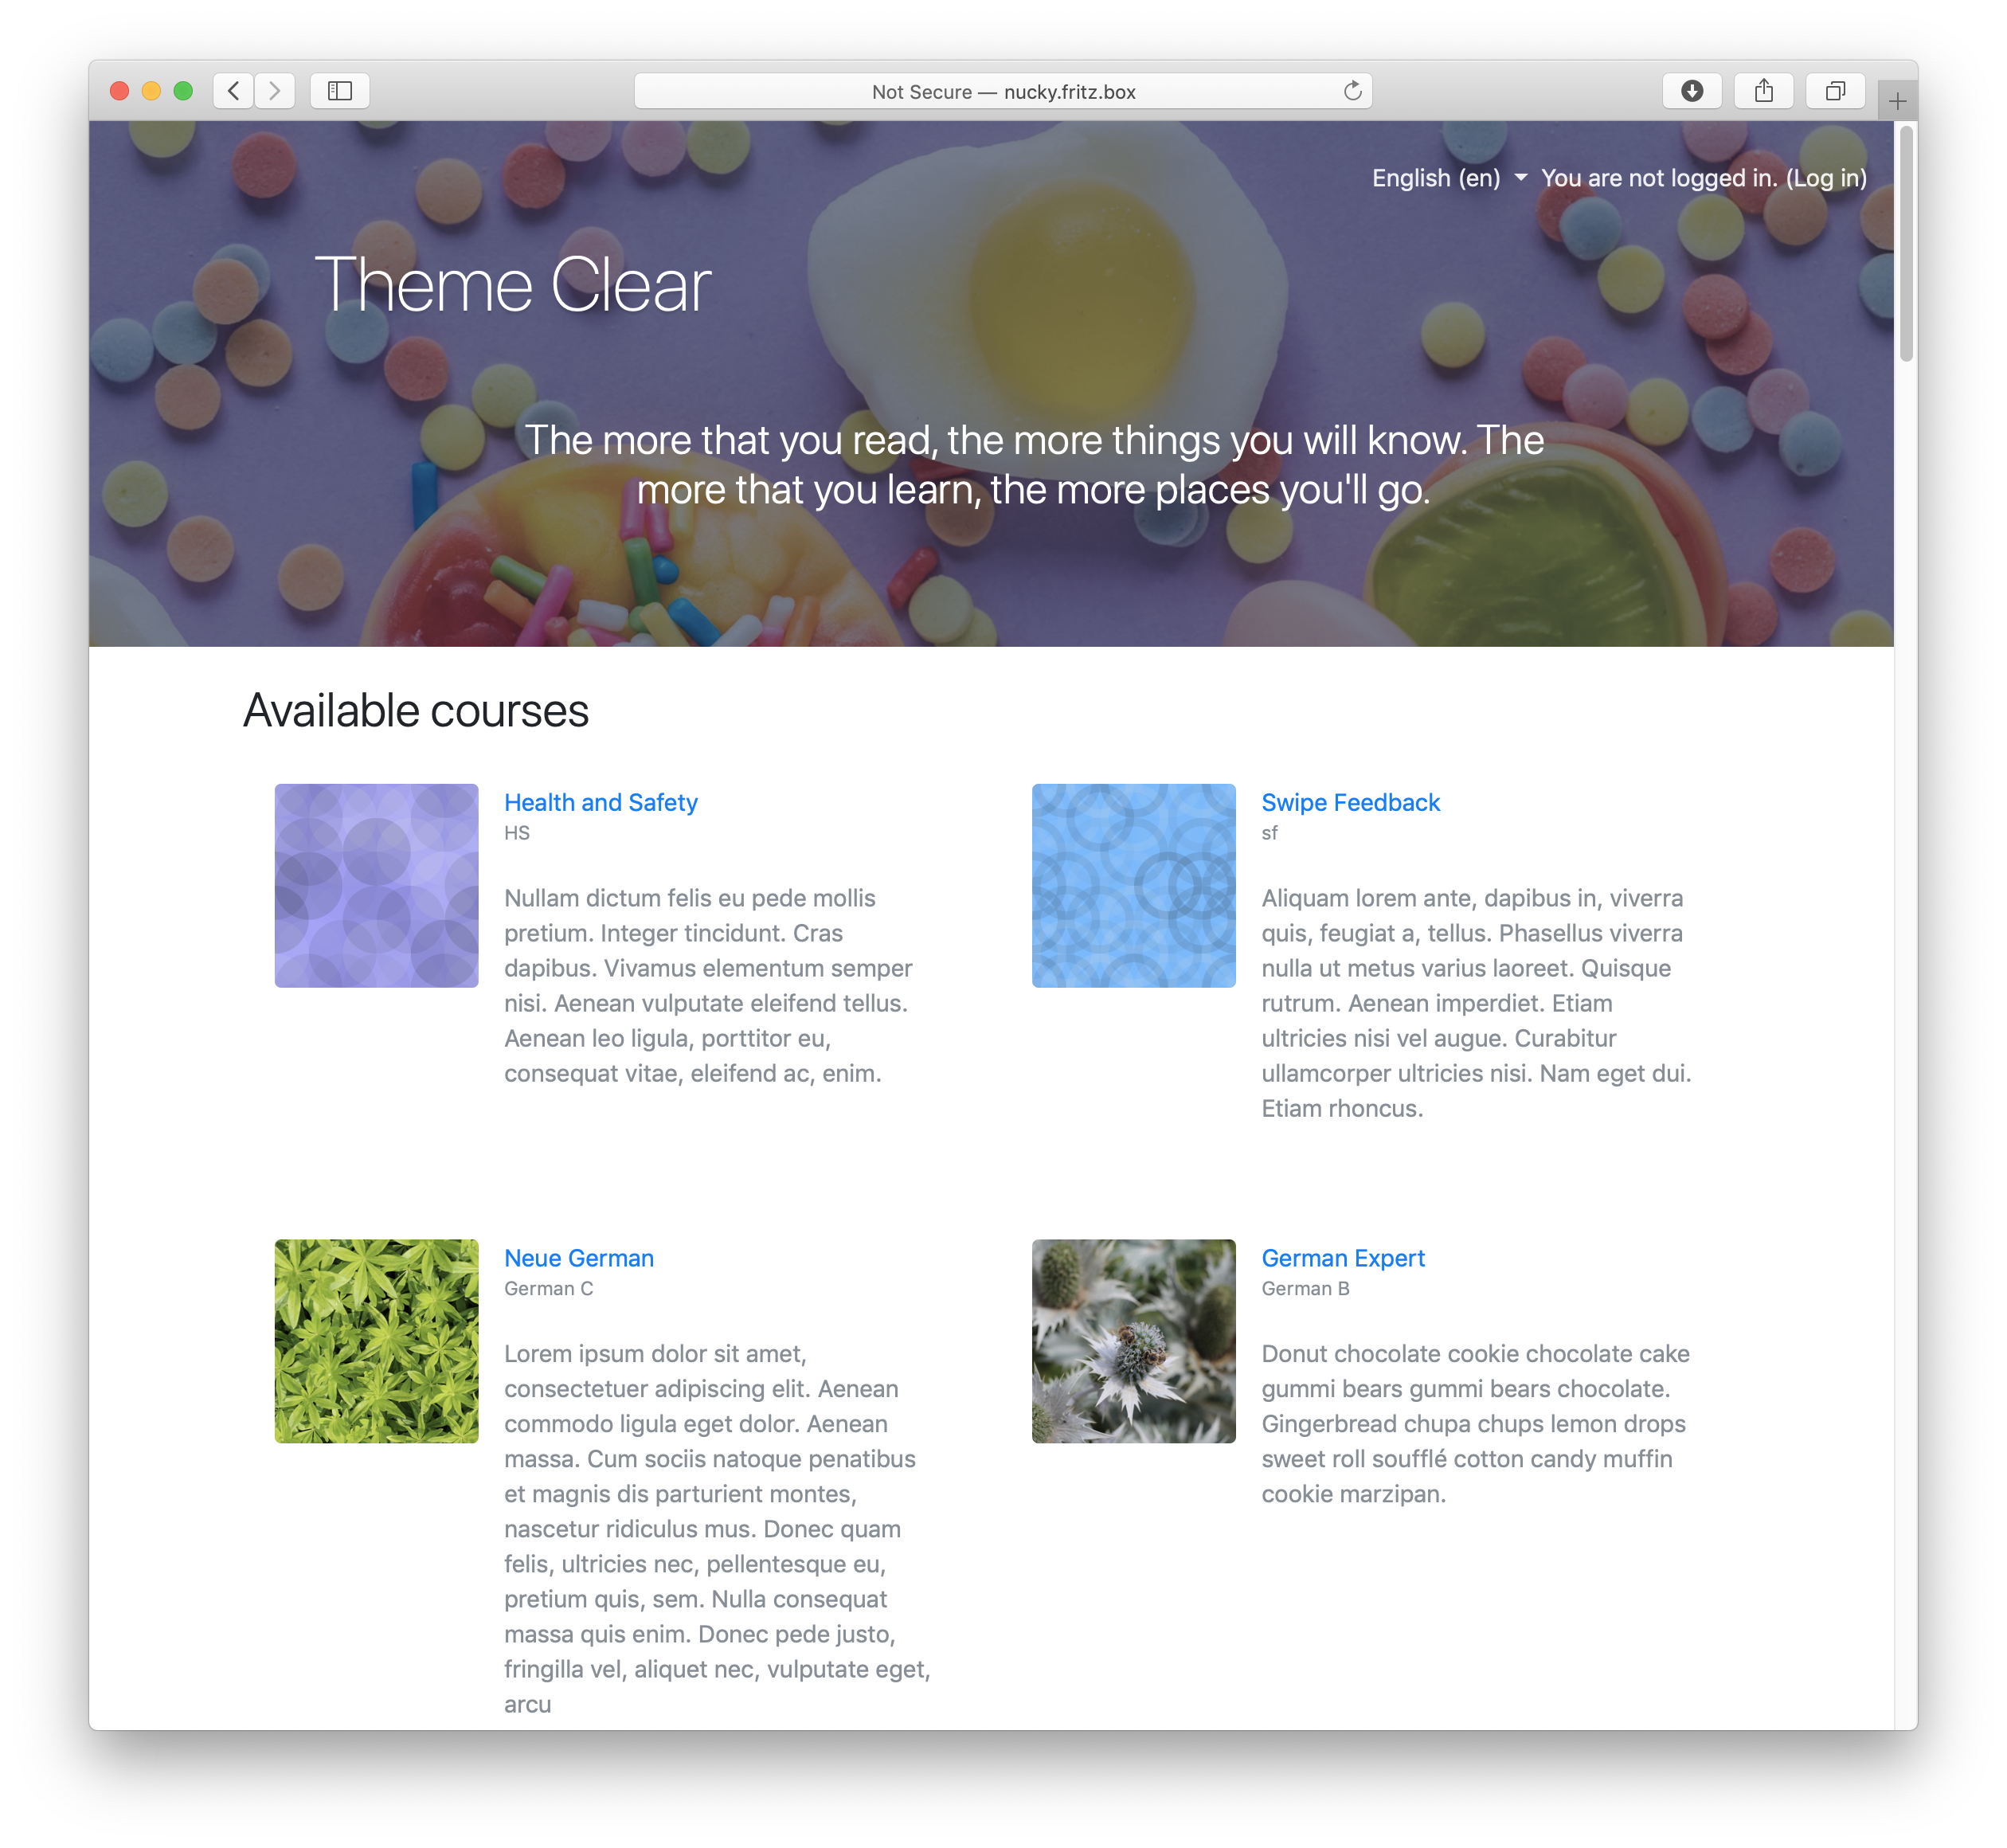 Not Secure — nucky.fritz.box
English (en) You are not logged in. (Log in)
Theme Clear
The more that you read, the more things you will know. The
more that you learn, the more places you'll go.
Available courses
Health and Safety
HS
Nullam dictum felis eu pede mollis
pretium. Integer tincidunt. Cras
dapibus. Vivamus elementum semper
nisi. Aenean vulputate eleifend tellus.
Aenean leo ligula, porttitor eu,
consequat vitae, eleifend ac, enim.
Swipe Feedback
sf
Aliquam lorem ante, dapibus in, viverra
quis, feugiat a, tellus. Phasellus viverra
nulla ut metus varius laoreet. Quisque
rutrum. Aenean imperdiet. Etiam
ultricies nisi vel augue. Curabitur
ullamcorper ultricies nisi. Nam eget dui.
Etiam rhoncus.
Neue German
German C
Lorem ipsum dolor sit amet,
consectetuer adipiscing elit. Aenean
commodo ligula eget dolor. Aenean
massa. Cum sociis natoque penatibus
et magnis dis parturient montes,
nascetur ridiculus mus. Donec quam
felis, ultricies nec, pellentesque eu,
pretium quis, sem. Nulla consequat
massa quis enim. Donec pede justo,
fringilla vel, aliquet nec, vulputate eget,
arcu
German Expert
German B
Donut chocolate cookie chocolate cake
gummi bears gummi bears chocolate.
Gingerbread chupa chups lemon drops
sweet roll soufflé cotton candy muffin
cookie marzipan.